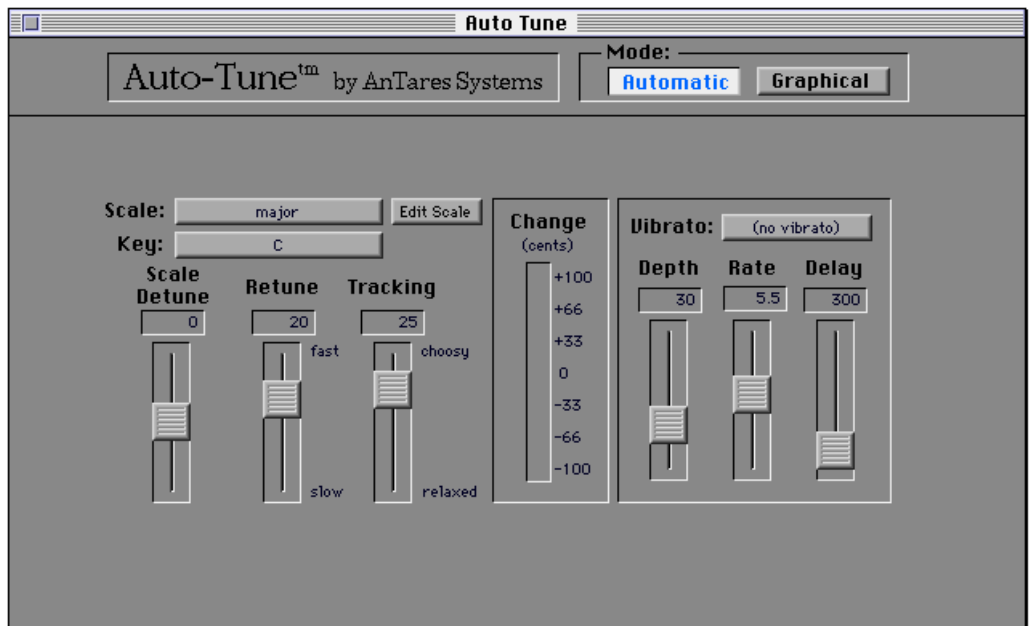 Auto Tune
Auto-Tune™ by AnTares Systems
Mode:
Automatic Graphical
Scale: major Edit Scale
Key: C
Scale Detune
0
Retune
20
fast
slow
Tracking
25
choosy
relaxed
Change
(cents)
+100
+66
+33
0
-33
-66
-100
Vibrato: (no vibrato)
Depth Rate Delay
30 5.5 300